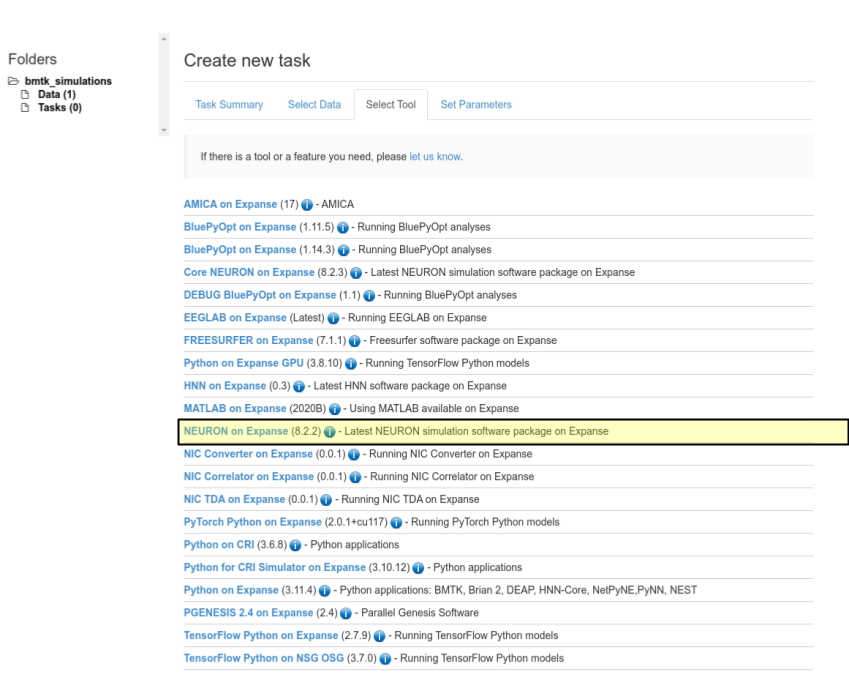 Folders
bmtk_simulations
Data (1)
Tasks (0)
Create new task
Task Summary Select Data Select Tool Set Parameters
If there is a tool or a feature you need, please let us know.
AMICA on Expanse (17) i - AMICA
BluePyOpt on Expanse (1.11.5) i - Running BluePyOpt analyses
BluePyOpt on Expanse (1.14.3) i - Running BluePyOpt analyses
Core NEURON on Expanse (8.2.3) i - Latest NEURON simulation software package on Expanse
DEBUG BluePyOpt on Expanse (1.1) i - Running BluePyOpt analyses
EEGLAB on Expanse (Latest) i - Running EEGLAB on Expanse
FREESURFER on Expanse (7.1.1) i - Freesurfer software package on Expanse
Python on Expanse GPU (3.8.10) i - Running TensorFlow Python models
HNN on Expanse (0.3) i - Latest HNN software package on Expanse
MATLAB on Expanse (2020B) i - Using MATLAB available on Expanse
NEURON on Expanse (8.2.2) i - Latest NEURON simulation software package on Expanse
NIC Converter on Expanse (0.0.1) i - Running NIC Converter on Expanse
NIC Correlator on Expanse (0.0.1) i - Running NIC Correlator on Expanse
NIC TDA on Expanse (0.0.1) i - Running NIC TDA on Expanse
PyTorch Python on Expanse (2.0.1+cu117) i - Running PyTorch Python models
Python on CRI (3.6.8) i - Python applications
Python for CRI Simulator on Expanse (3.10.12) i - Python applications
Python on Expanse (3.11.4) i - Python applications: BMTK, Brian 2, DEAP, HNN-Core, NetPyNE,PyNN, NEST
PGENESIS 2.4 on Expanse (2.4) i - Parallel Genesis Software
TensorFlow Python on Expanse (2.7.9) i - Running TensorFlow Python models
TensorFlow Python on NSG OSG (3.7.0) i - Running TensorFlow Python models